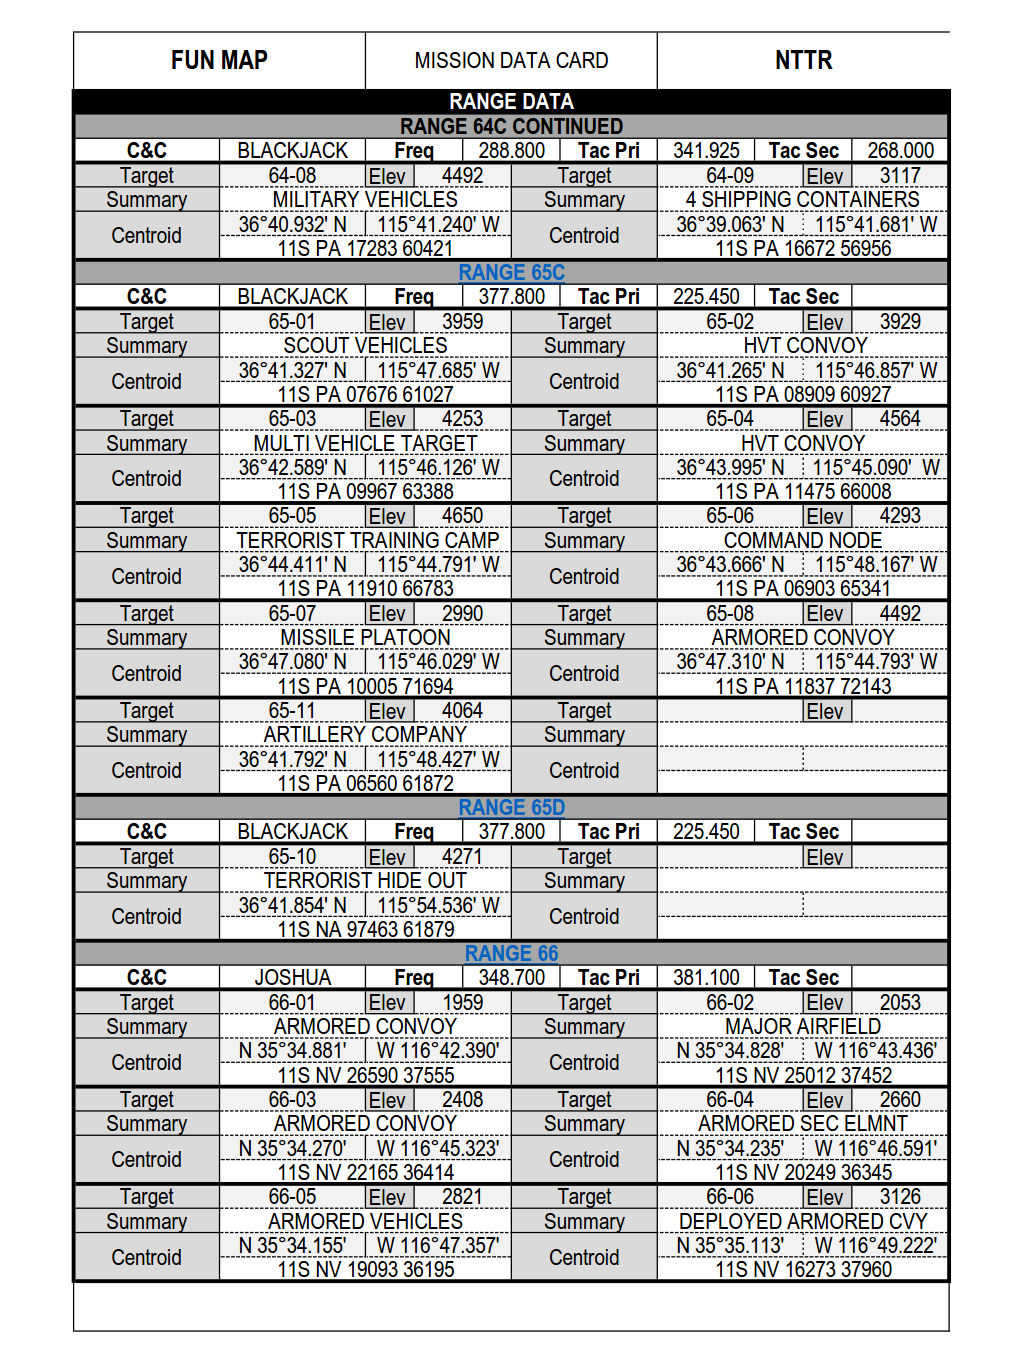 FUN MAP MISSION DATA CARD NTTR
RANGE DATA
RANGE 64C CONTINUED
C&C BLACKJACK Freq 288.800 Tac Pri 341.925 Tac Sec 268.000
Target 64-08 Elev 4492 Target 64-09 Elev 3117
Summary MILITARY VEHICLES Summary 4 SHIPPING CONTAINERS
Centroid 36°40.932' N 115°41.240' W Centroid 36°39.063' N 115°41.681' W
11S PA 17283 60421 11S PA 16672 56956
RANGE 65C
C&C BLACKJACK Freq 377.800 Tac Pri 225.450 Tac Sec
Target 65-01 Elev 3959 Target 65-02 Elev 3929
Summary SCOUT VEHICLES Summary HVT CONVOY
Centroid 36°41.327' N 115°47.685' W Centroid 36°41.265' N 115°46.857' W
11S PA 07676 61027 11S PA 08909 60927
Target 65-03 Elev 4253 Target 65-04 Elev 4564
Summary MULTI VEHICLE TARGET Summary HVT CONVOY
Centroid 36°42.589' N 115°46.126' W Centroid 36°43.995' N 115°45.090' W
11S PA 09967 63388 11S PA 11475 66008
Target 65-05 Elev 4650 Target 65-06 Elev 4293
Summary TERRORIST TRAINING CAMP Summary COMMAND NODE
Centroid 36°44.411' N 115°44.791' W Centroid 36°43.666' N 115°48.167' W
11S PA 11910 66783 11S PA 06903 65341
Target 65-07 Elev 2990 Target 65-08 Elev 4492
Summary MISSILE PLATOON Summary ARMORED CONVOY
Centroid 36°47.080' N 115°46.029' W Centroid 36°47.310' N 115°44.793' W
11S PA 10005 71694 11S PA 11837 72143
Target 65-11 Elev 4064 Target Elev
Summary ARTILLERY COMPANY Summary
Centroid 36°41.792' N 115°48.427' W Centroid
11S PA 06560 61872
RANGE 65D
C&C BLACKJACK Freq 377.800 Tac Pri 225.450 Tac Sec
Target 65-10 Elev 4271 Target Elev
Summary TERRORIST HIDE OUT Summary
Centroid 36°41.854' N 115°54.536' W Centroid
11S NA 97463 61879
RANGE 66
C&C JOSHUA Freq 348.700 Tac Pri 381.100 Tac Sec
Target 66-01 Elev 1959 Target 66-02 Elev 2053
Summary ARMORED CONVOY Summary MAJOR AIRFIELD
Centroid N 35°34.881' W 116°42.390' Centroid N 35°34.828' W 116°43.436'
11S NV 26590 37555 11S NV 25012 37452
Target 66-03 Elev 2408 Target 66-04 Elev 2660
Summary ARMORED CONVOY Summary ARMORED SEC ELMNT
Centroid N 35°34.270' W 116°45.323' Centroid N 35°34.235' W 116°46.591'
11S NV 22165 36414 11S NV 20249 36345
Target 66-05 Elev 2821 Target 66-06 Elev 3126
Summary ARMORED VEHICLES Summary DEPLOYED ARMORED CVY
Centroid N 35°34.155' W 116°47.357' Centroid N 35°35.113' W 116°49.222'
11S NV 19093 36195 11S NV 16273 37960